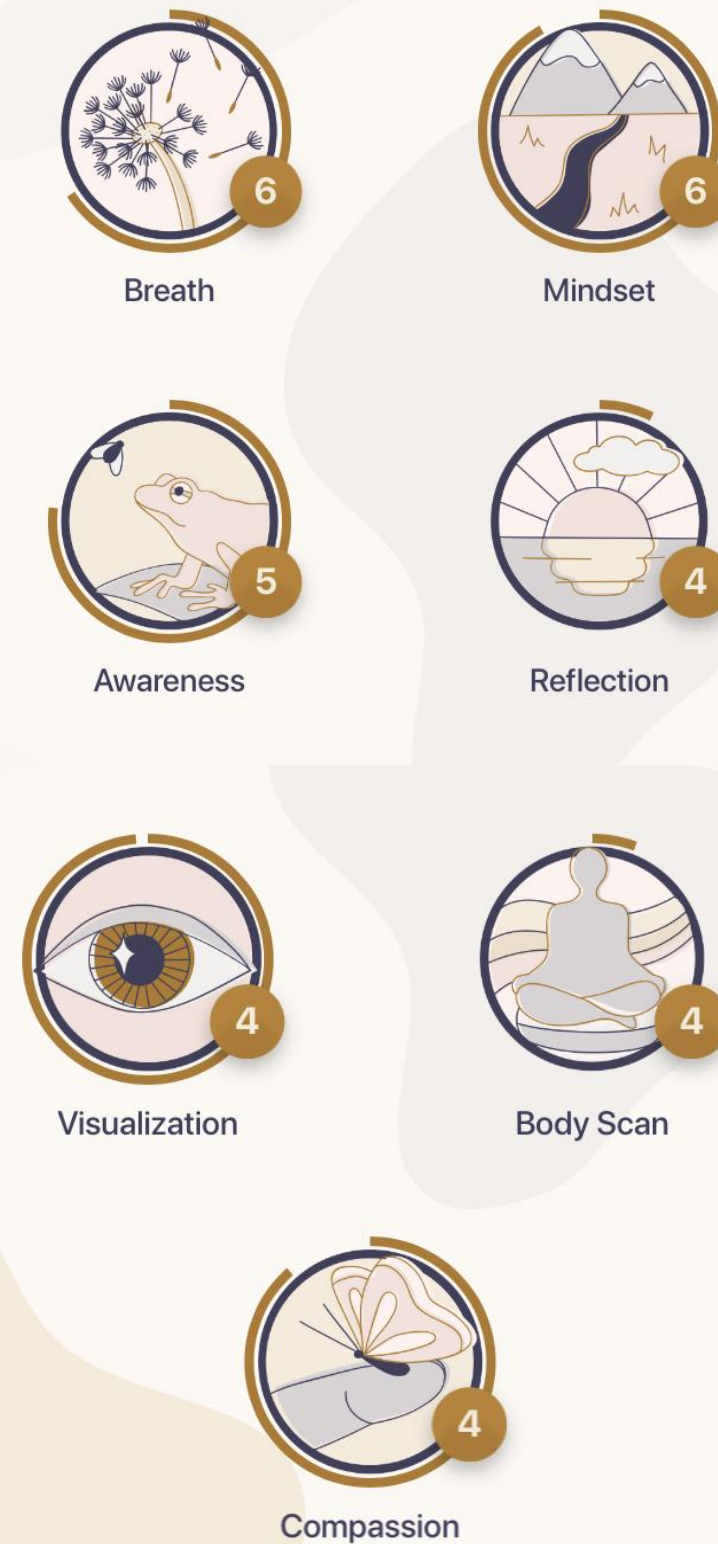 6
6
Breath
Mindset
5
4
Awareness
Reflection
4
4
Visualization
Body Scan
4
Compassion